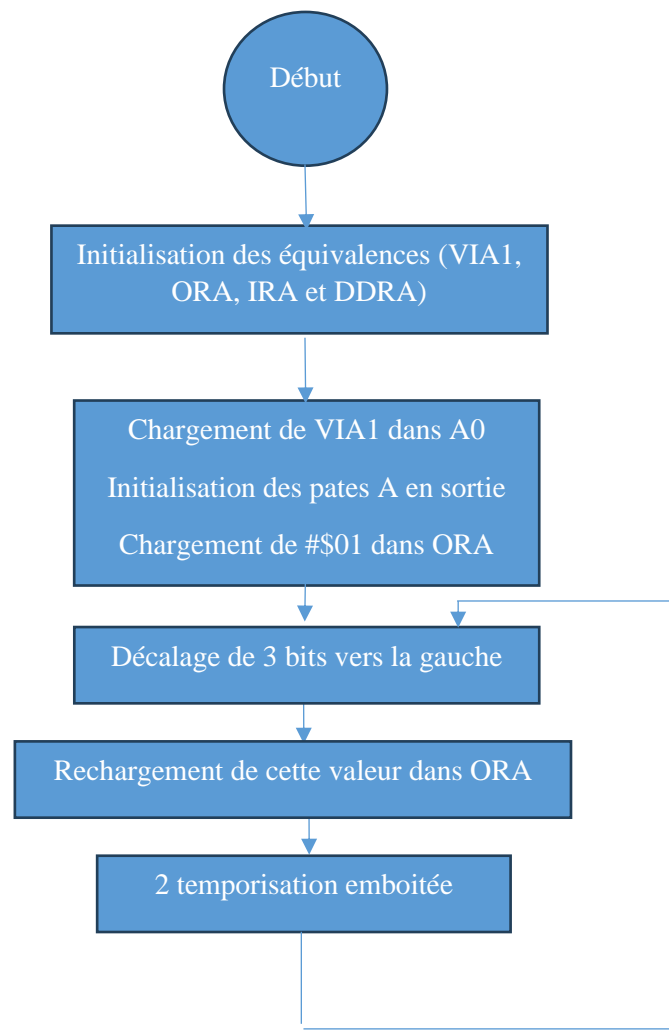 Début
Initialisation des équivalences (VIA1,
ORA, IRA et DDRA)
Chargement de VIA1 dans A0
Initialisation des pates A en sortie
Chargement de #$01 dans ORA
Décalage de 3 bits vers la gauche
Rechargement de cette valeur dans ORA
2 temporisation emboitée